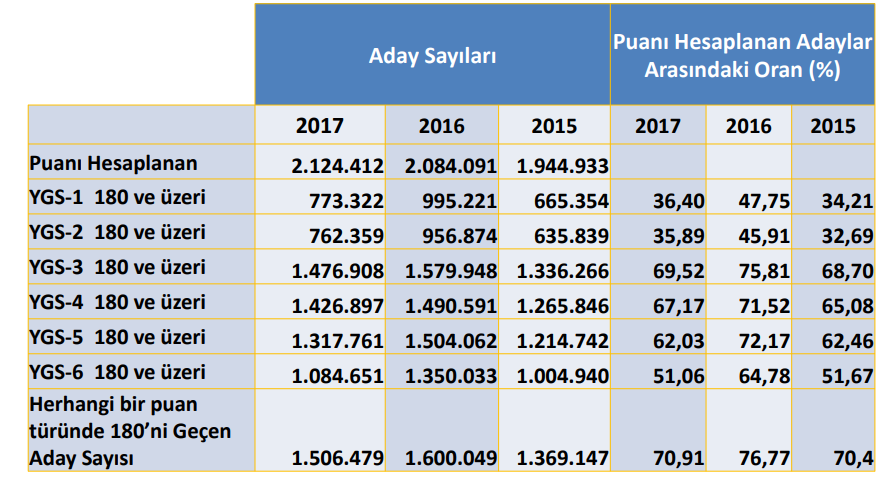 Aday Sayıları
Puanı Hesaplanan Adaylar
Arasındaki Oran (%)
2017 2016 2015 2017 2016 2015
Puanı Hesaplanan 2.124.412 2.084.091 1.944.933
YGS-1 180 ve üzeri 773.322 995.221 665.354 36,40 47,75 34,21
YGS-2 180 ve üzeri 762.359 956.874 635.839 35,89 45,91 32,69
YGS-3 180 ve üzeri 1.476.908 1.579.948 1.336.266 69,52 75,81 68,70
YGS-4 180 ve üzeri 1.426.897 1.490.591 1.265.846 67,17 71,52 65,08
YGS-5 180 ve üzeri 1.317.761 1.504.062 1.214.742 62,03 72,17 62,46
YGS-6 180 ve üzeri 1.084.651 1.350.033 1.004.940 51,06 64,78 51,67
Herhangi bir puan
türünde 180’ni Geçen
Aday Sayısı 1.506.479 1.600.049 1.369.147 70,91 76,77 70,4